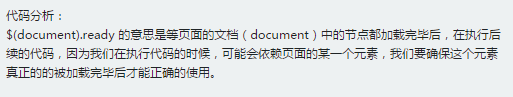 代码分析：
$(document).ready 的意思是等页面的文档（document）中的节点都加载完毕后，在执行后
续的代码，因为我们在执行代码的时候，可能会依赖页面的某一个元素，我们要确保这个元素
真正的的被加载完毕后才能正确的使用。